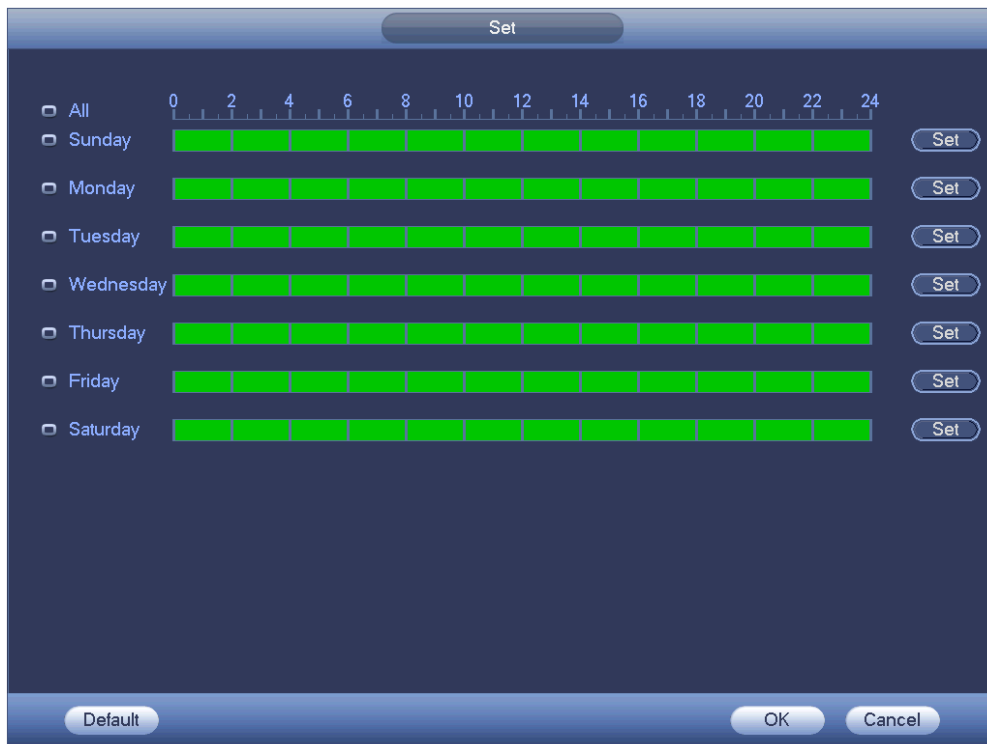 Set
All 0 2 4 6 8 10 12 14 16 18 20 22 24
Sunday Set
Monday Set
Tuesday Set
Wednesday Set
Thursday Set
Friday Set
Saturday Set
Default OK Cancel